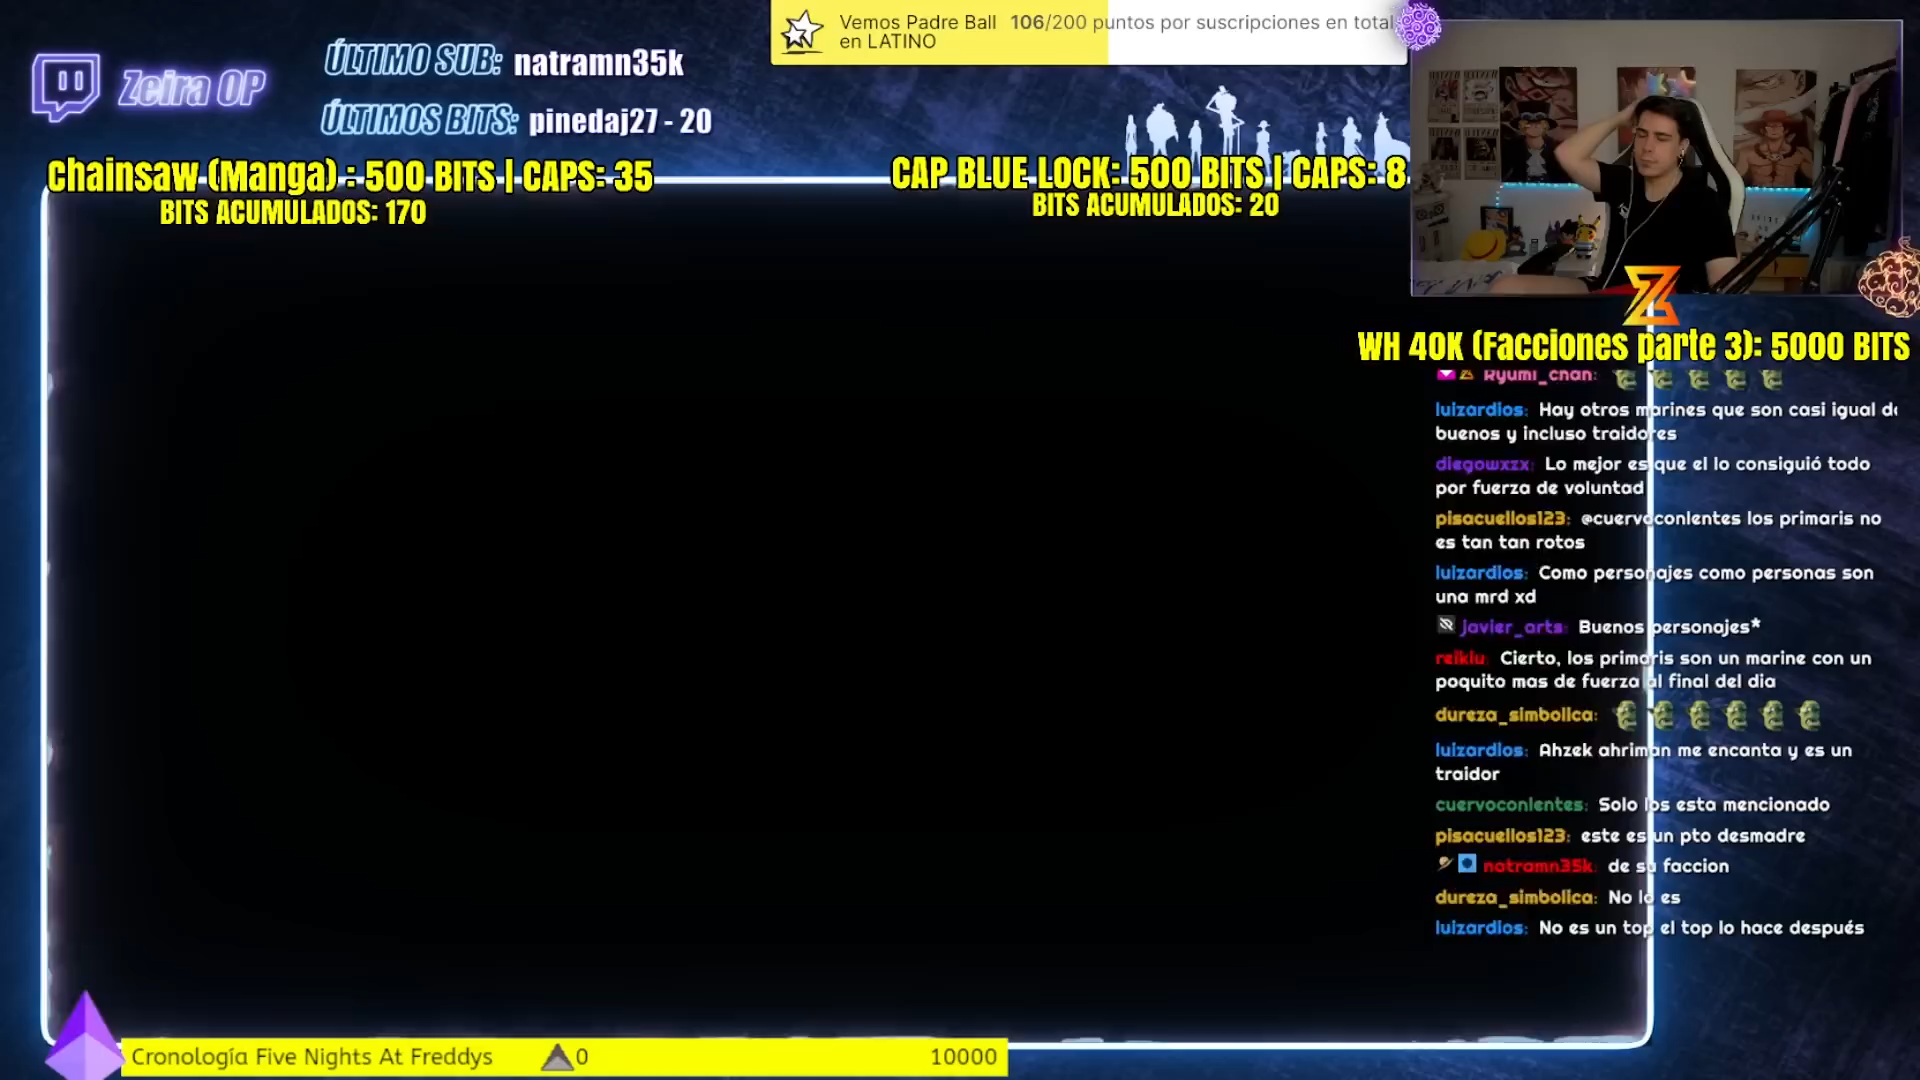 Zeira OP
ÚLTIMO SUB: natramn35k
ÚLTIMOS BITS: pinedaj27 - 20
Vemos Padre Ball 106/200 puntos por suscripciones en total
en LATINO
Chainsaw (Manga) : 500 BITS | CAPS: 35
BITS ACUMULADOS: 170
CAP BLUE LOCK: 500 BITS | CAPS: 8
BITS ACUMULADOS: 20
WH 40K (Facciones parte 3): 5000 BITS
Ryumi_chan:
luizardlos: Hay otros marines que son casi igual de
buenos y incluso traidores
diegowxzx: Lo mejor es que el lo consiguió todo
por fuerza de voluntad
pisacuellos123: @cuervoconlentes los primaris no
es tan tan rotos
luizardlos: Como personajes como personas son
una mrd xd
javier_arts: Buenos personajes*
reiklu: Cierto, los primaris son un marine con un
poquito mas de fuerza al final del dia
dureza_simbolica:
luizardlos: Ahzek ahriman me encanta y es un
traidor
cuervoconlentes: Solo los esta mencionado
pisacuellos123: este es un pto desmadre
natramn35k: de su faccion
dureza_simbolica: No lo es
luizardlos: No es un top el top lo hace después
Cronología Five Nights At Freddys 0 10000